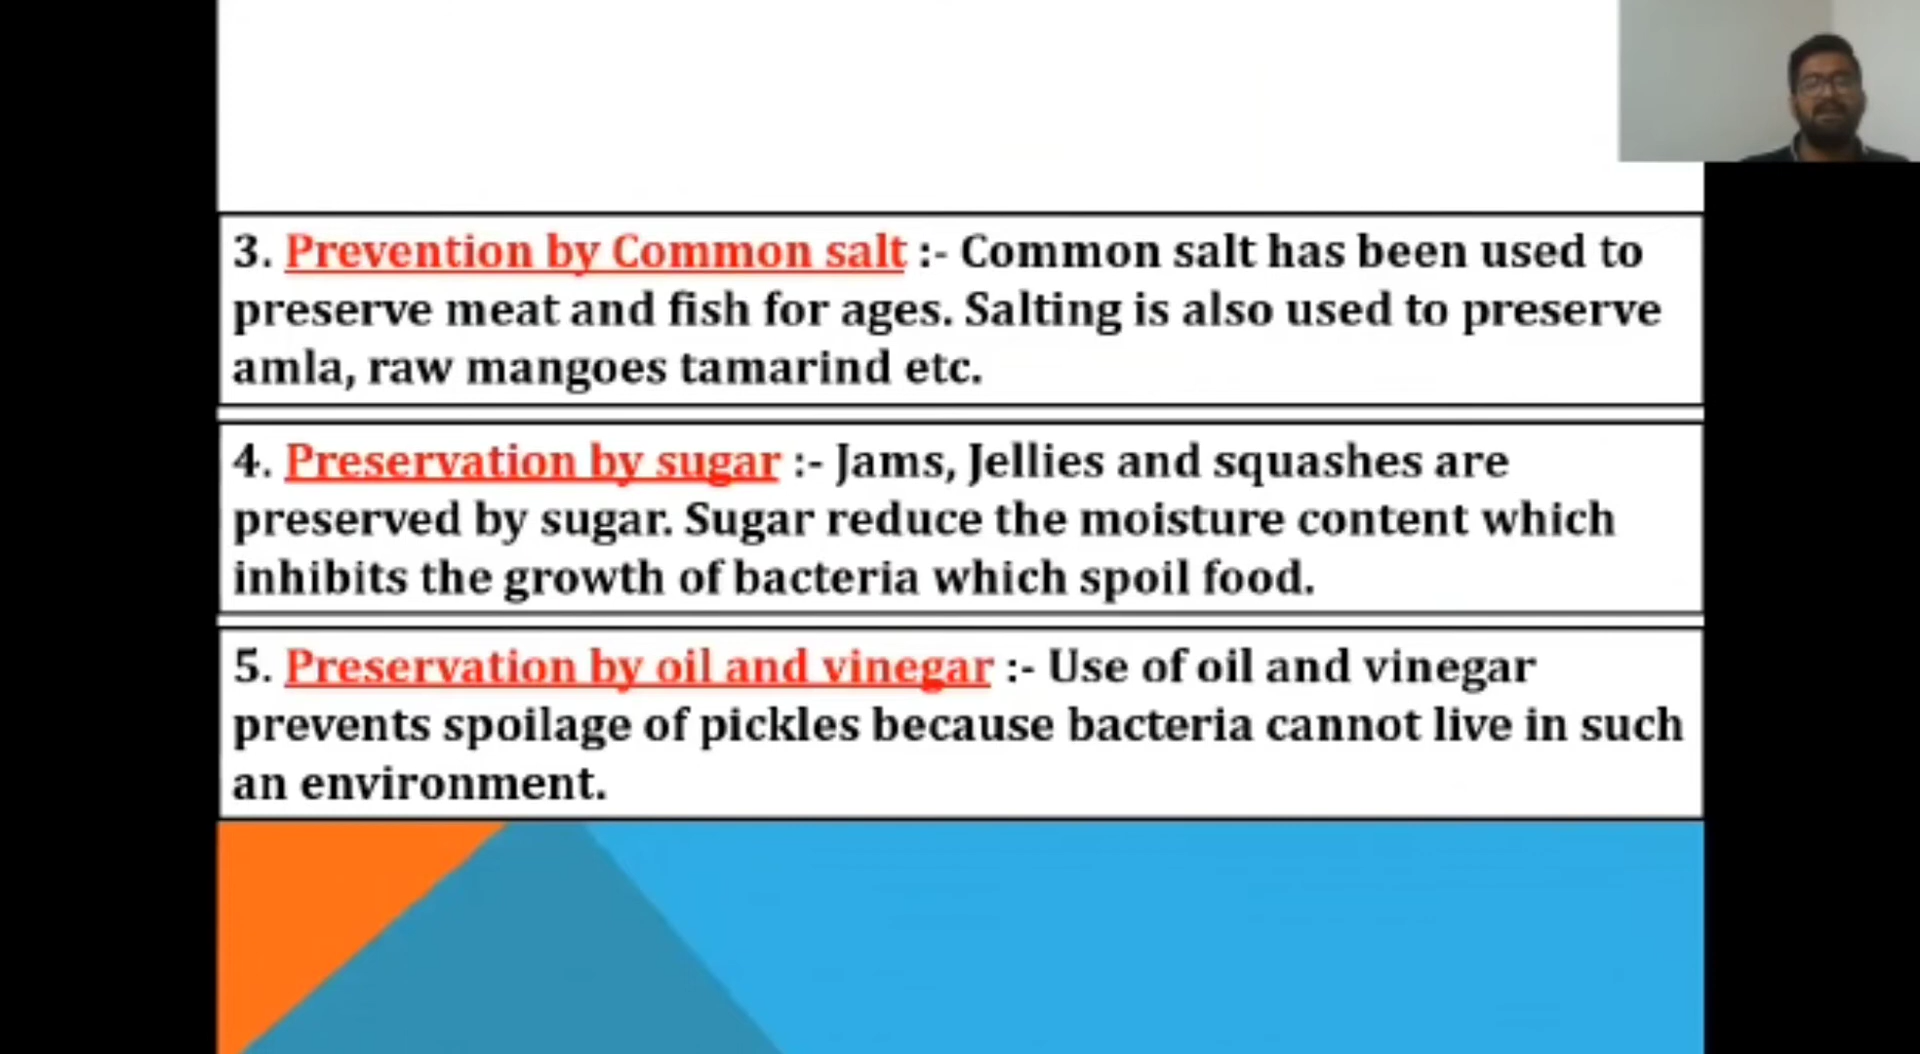 3. Prevention by Common salt :- Common salt has been used to
preserve meat and fish for ages. Salting is also used to preserve
amla, raw mangoes tamarind etc.
4. Preservation by sugar :- Jams, Jellies and squashes are
preserved by sugar. Sugar reduce the moisture content which
inhibits the growth of bacteria which spoil food.
5. Preservation by oil and vinegar :- Use of oil and vinegar
prevents spoilage of pickles because bacteria cannot live in such
an environment.